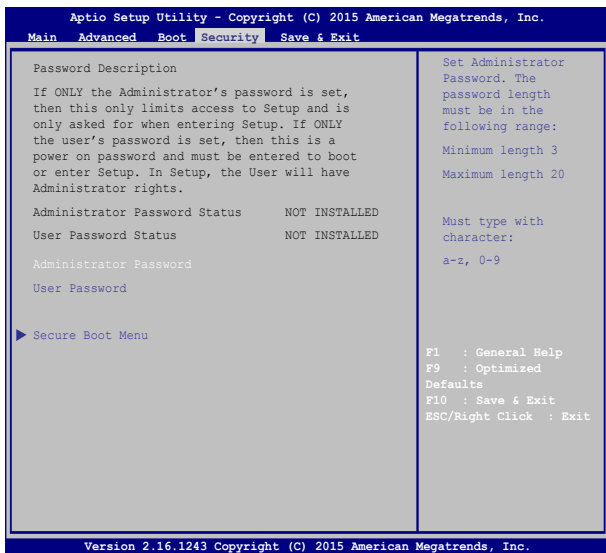 Aptio Setup Utility - Copyright (C) 2015 American Megatrends, Inc.
Main Advanced Boot Security Save & Exit
Password Description
If ONLY the Administrator's password is set,
then this only limits access to Setup and is
only asked for when entering Setup. If ONLY
the user's password is set, then this is a
power on password and must be entered to boot
or enter Setup. In Setup, the User will have
Administrator rights.
Administrator Password Status NOT INSTALLED
User Password Status NOT INSTALLED
Administrator Password
User Password
Secure Boot Menu
Set Administrator
Password. The
password length
must be in the
following range:
Minimum length 3
Maximum length 20
Must type with
character:
a-z, 0-9
F1 : General Help
F9 : Optimized
Defaults
F10 : Save & Exit
ESC/Right Click : Exit
Version 2.16.1243 Copyright (C) 2015 American Megatrends, Inc.